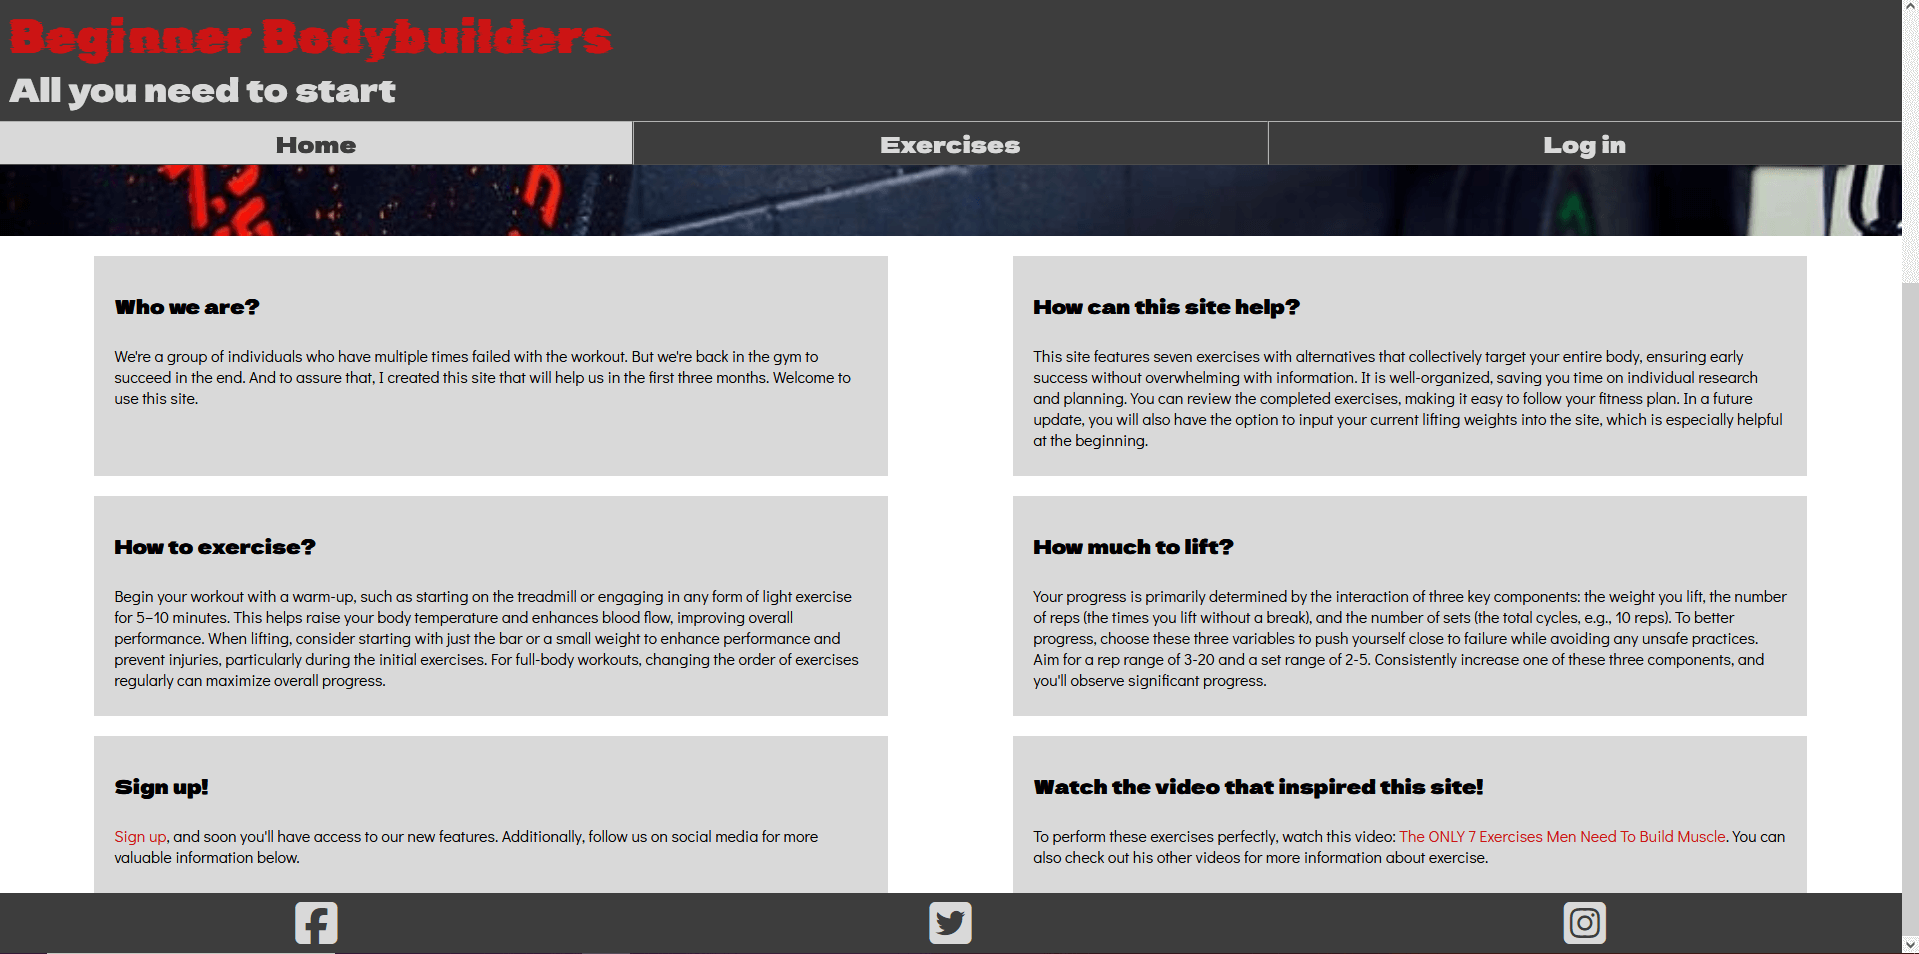 Beginner Bodybuilders
All you need to start
Home
Exercises
Log in
Who we are?
We're a group of individuals who have multiple times failed with the workout. But we're back in the gym to
succeed in the end. And to assure that, I created this site that will help us in the first three months. Welcome to
use this site.
How can this site help?
This site features seven exercises with alternatives that collectively target your entire body, ensuring early
success without overwhelming with information. It is well-organized, saving you time on individual research
and planning. You can review the completed exercises, making it easy to follow your fitness plan. In a future
update, you will also have the option to input your current lifting weights into the site, which is especially helpful
at the beginning.
How to exercise?
Begin your workout with a warm-up, such as starting on the treadmill or engaging in any form of light exercise
for 5–10 minutes. This helps raise your body temperature and enhances blood flow, improving overall
performance. When lifting, consider starting with just the bar or a small weight to enhance performance and
prevent injuries, particularly during the initial exercises. For full-body workouts, changing the order of exercises
regularly can maximize overall progress.
How much to lift?
Your progress is primarily determined by the interaction of three key components: the weight you lift, the number
of reps (the times you lift without a break), and the number of sets (the total cycles, e.g., 10 reps). To better
progress, choose these three variables to push yourself close to failure while avoiding any unsafe practices.
Aim for a rep range of 3-20 and a set range of 2-5. Consistently increase one of these three components, and
you'll observe significant progress.
Sign up!
Sign up, and soon you'll have access to our new features. Additionally, follow us on social media for more
valuable information below.
Watch the video that inspired this site!
To perform these exercises perfectly, watch this video: The ONLY 7 Exercises Men Need To Build Muscle. You can
also check out his other videos for more information about exercise.